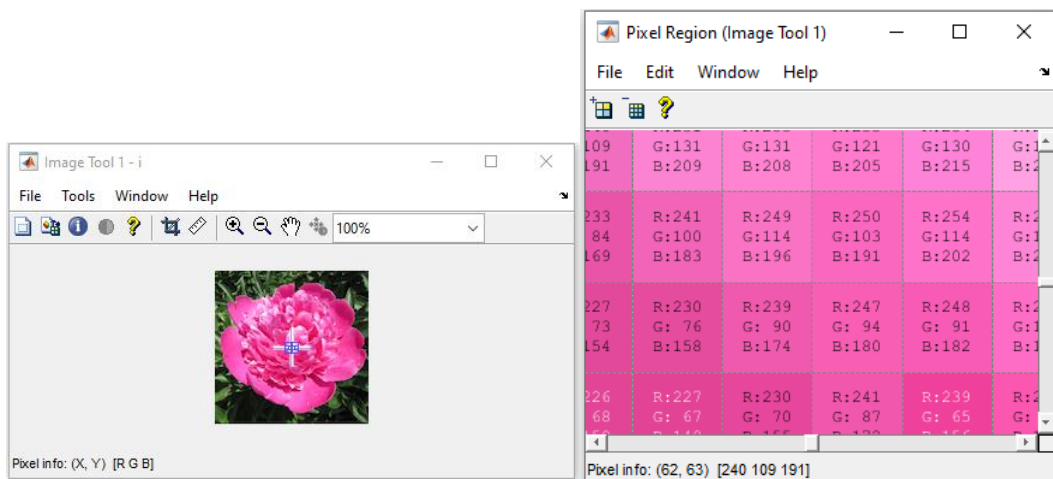 Image Tool 1 - i
File Tools Window Help
100%
Pixel info: (X, Y) [R G B]
Pixel Region (Image Tool 1)
File Edit Window Help
109 G:131 G:131 G:121 G:130
191 B:209 B:208 B:205 B:215
233 R:241 R:249 R:250 R:254
84 G:100 G:114 G:103 G:114
169 B:183 B:196 B:191 B:202
227 R:230 R:239 R:247 R:248
73 G: 76 G: 90 G: 94 G: 91
154 B:158 B:174 B:180 B:182
226 R:227 R:230 R:241 R:239
68 G: 67 G: 70 G: 87 G: 65
Pixel info: (62, 63) [240 109 191]